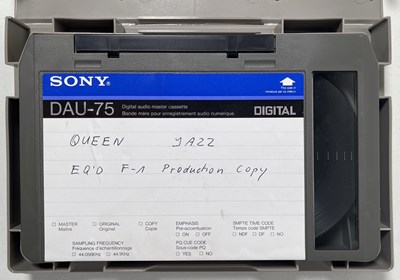 SONY
DAU-75 Digital audio master cassette
Bande mère pour enregistrement audio numérique.
DIGITAL
QUEEN JAZZ
EQ'D F-1 Production Copy
☐ MASTER ☐ ORIGINAL ☐ COPY
Matrice Original Copie
EMPHASIS
Pré-accentuation
☐ ON ☐ OFF
SMPTE TIME CODE
Temps code SMPTE
☐ NDF ☐ DF ☐ NO
SAMPLING FREQUENCY
Fréquence d'échantillonnage
☐ 44.056kHz ☐ 44.1kHz
PQ CUE CODE
Sous-code PQ
☐ YES ☐ NO